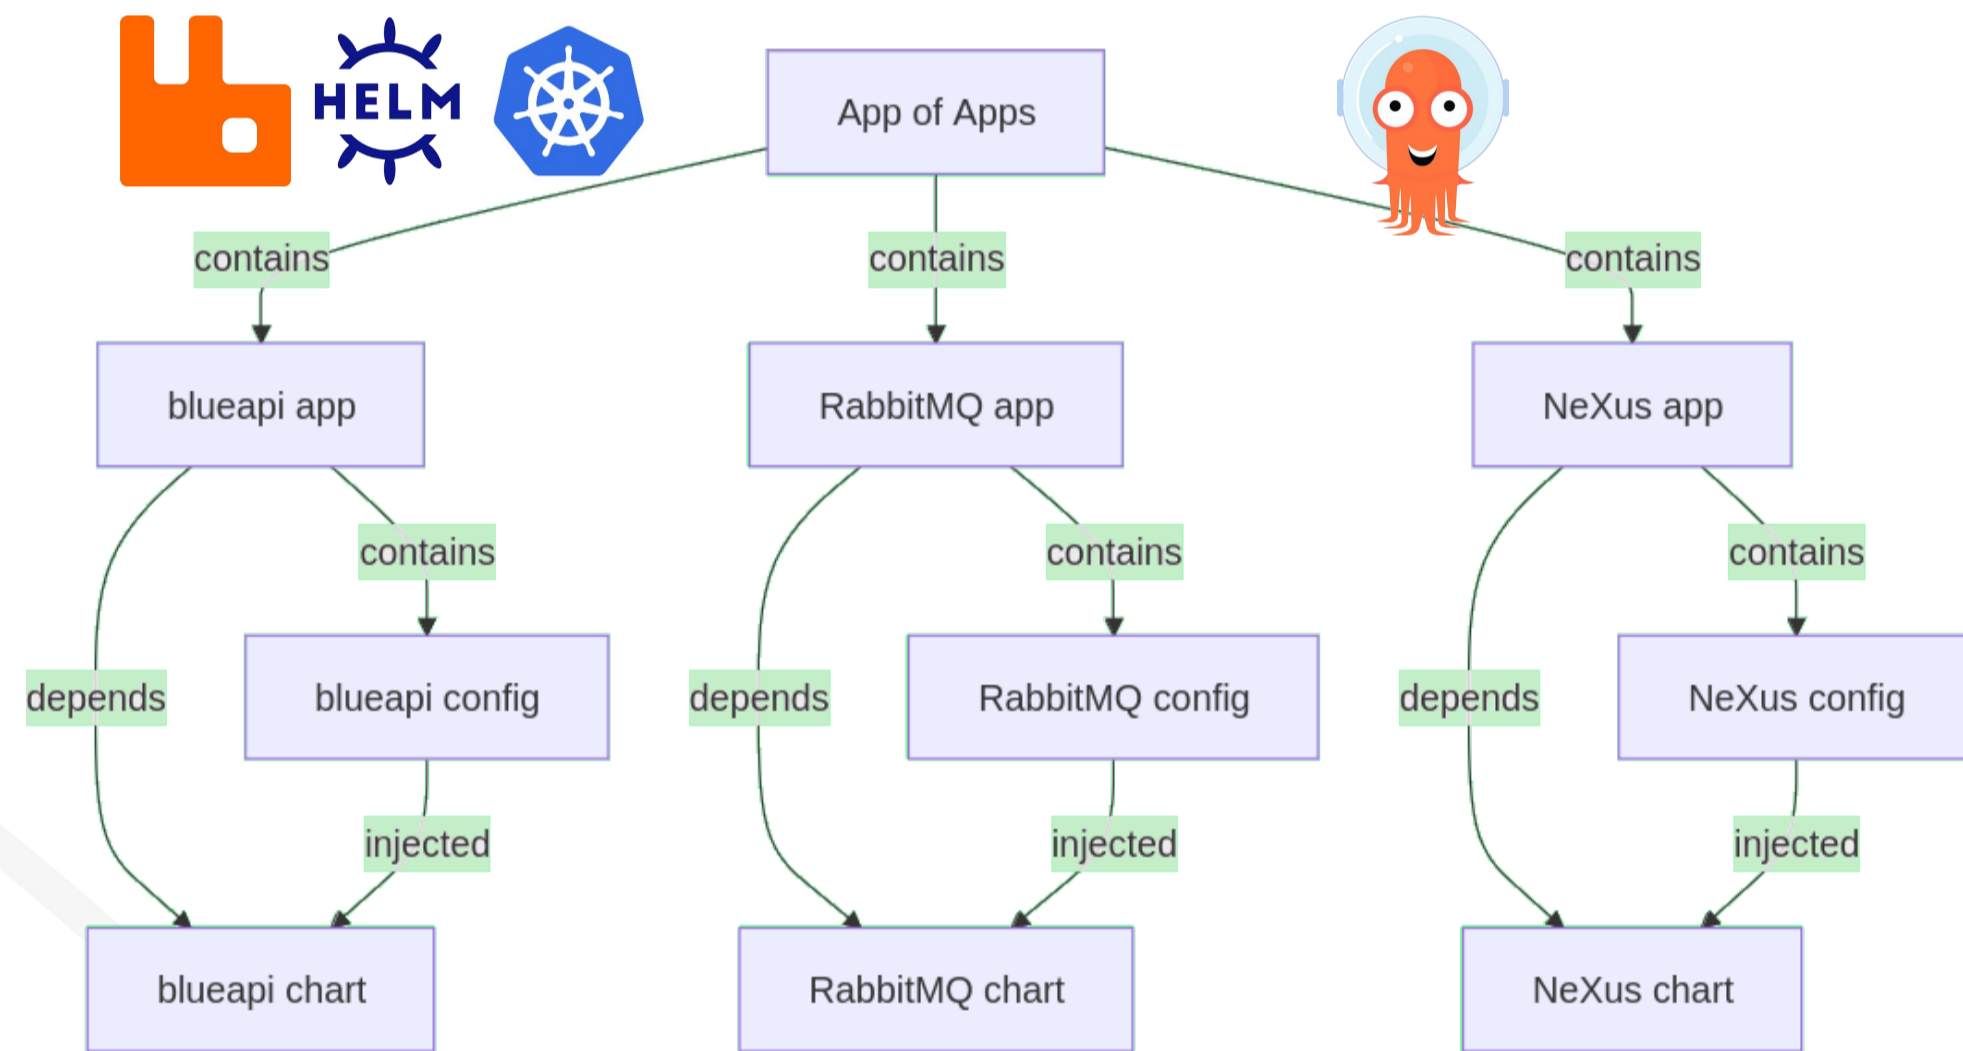 HELM
App of Apps
contains
contains
contains
blueapi app
RabbitMQ app
NeXus app
contains
contains
contains
depends
blueapi config
depends
RabbitMQ config
depends
NeXus config
injected
injected
injected
blueapi chart
RabbitMQ chart
NeXus chart